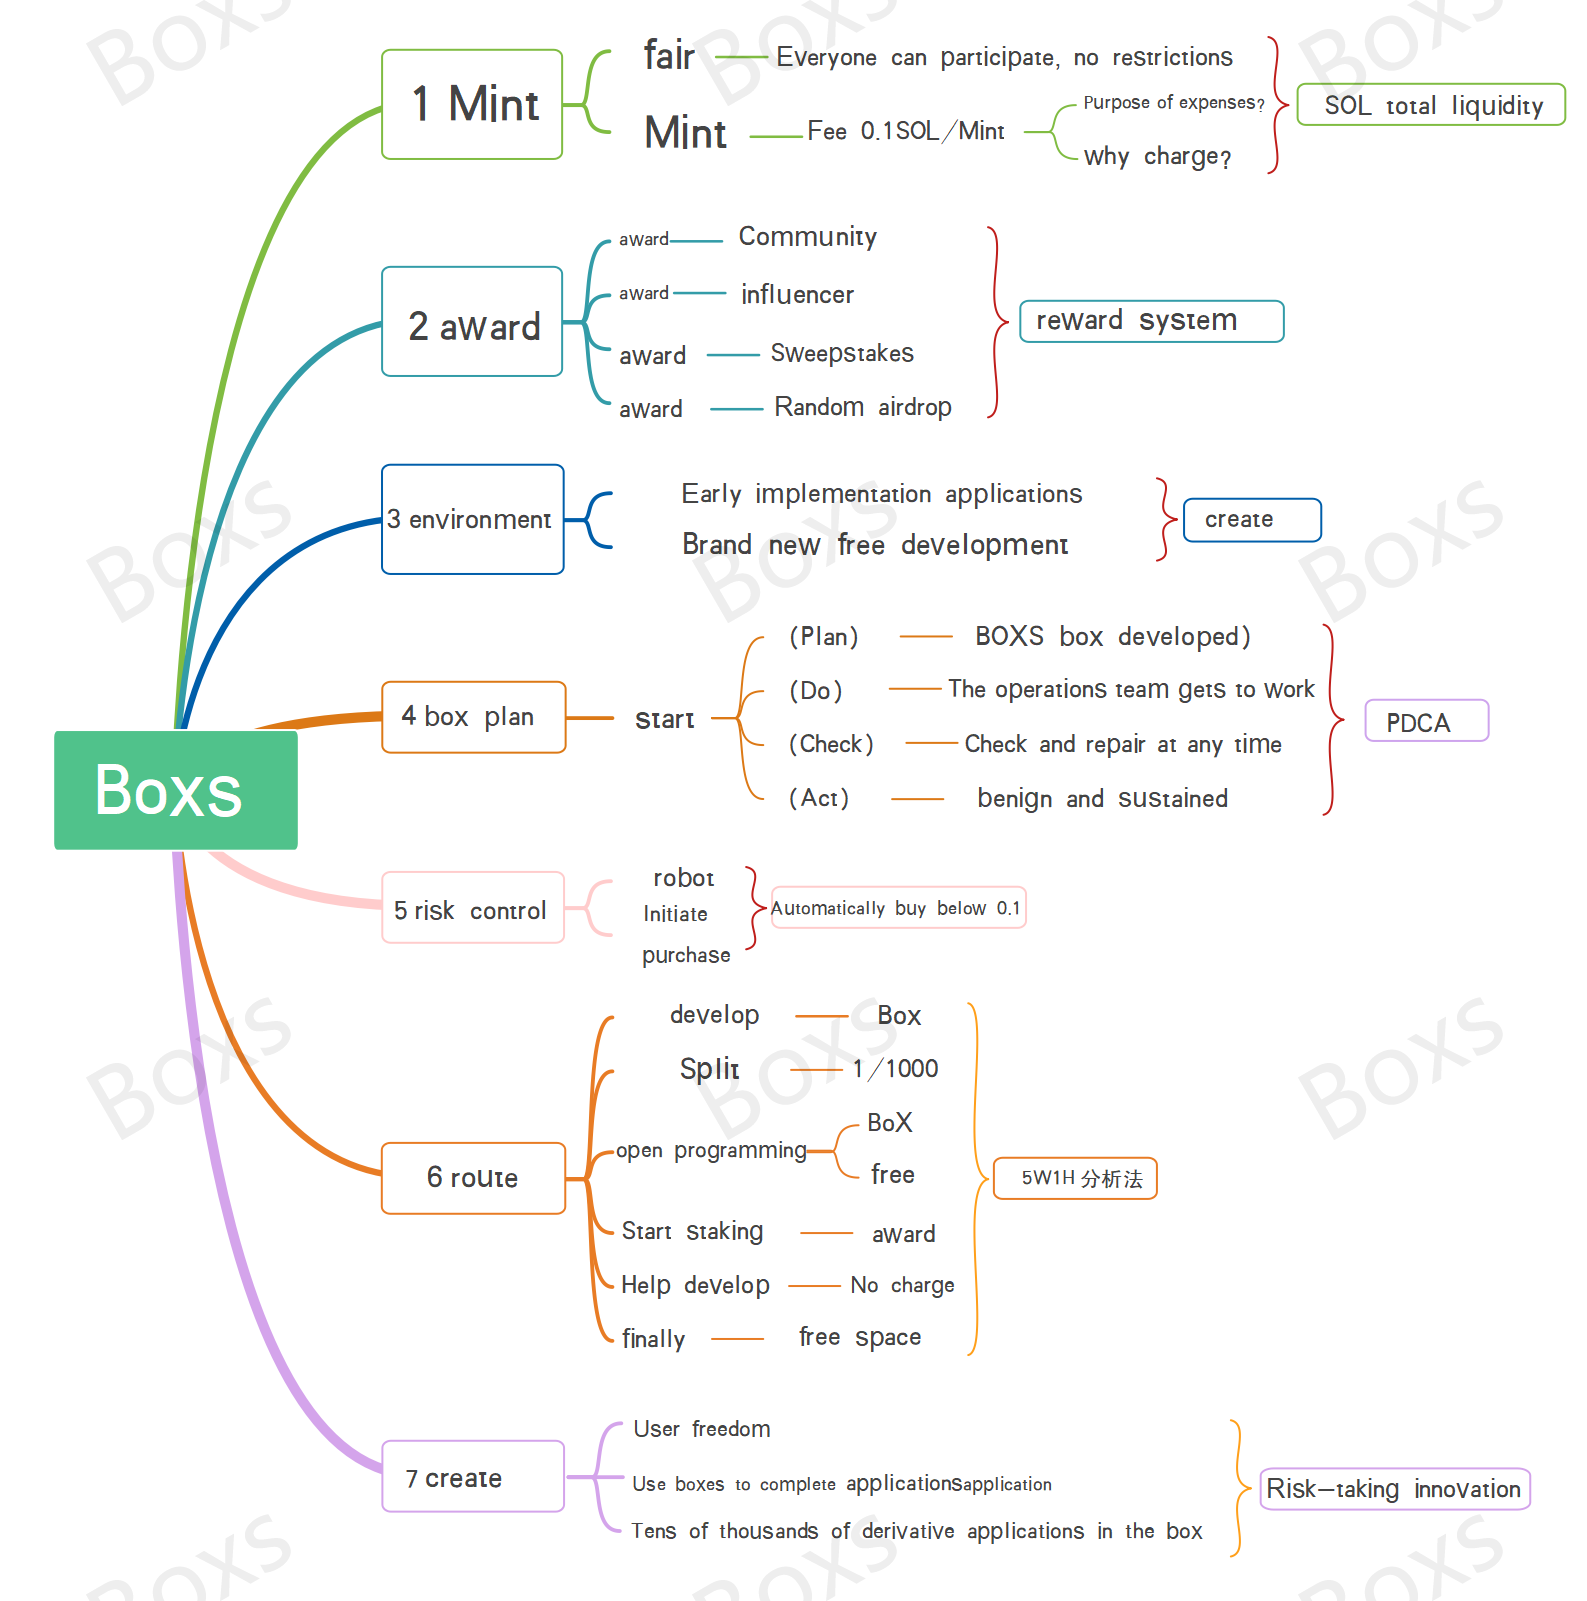 Boxs
1 Mint
fair
Everyone can participate, no restrictions
Mint
Fee 0.1SOL/Mint
Purpose of expenses?
why charge?
SOL total liquidity
2 award
award
Community
award
influencer
award
Sweepstakes
award
Random airdrop
reward system
3 environment
Early implementation applications
Brand new free development
create
4 box plan
start
(Plan)
BOXS box developed)
(Do)
The operations team gets to work
(Check)
Check and repair at any time
(Act)
benign and sustained
PDCA
5 risk control
robot
Initiate
purchase
Automatically buy below 0.1
6 route
develop
Box
Split
1/1000
open programming
BoX
free
Start staking
award
Help develop
No charge
finally
free space
5W1H 分析法
7 create
User freedom
Use boxes to complete applicationsapplication
Tens of thousands of derivative applications in the box
Risk-taking innovation
Boxs
Boxs
Boxs
Boxs
Boxs
Boxs
Boxs
Boxs
Boxs
Boxs
Boxs
Boxs